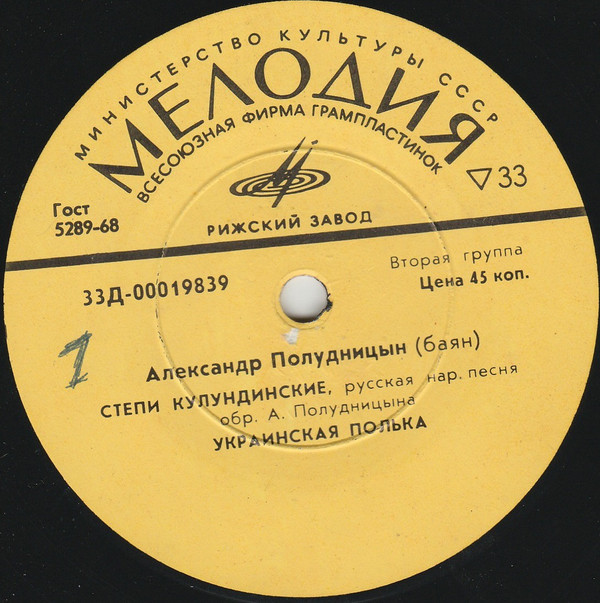 МИНИСТЕРСТВО КУЛЬТУРЫ СССР
МЕЛОДИЯ
ВСЕСОЮЗНАЯ ФИРМА ГРАМПЛАСТИНОК
33
Гост
5289-68
РИЖСКИЙ ЗАВОД
33Д-00019839
Вторая группа
Цена 45 коп.
1
Александр Полудницын (баян)
СТЕПИ КУЛУНДИНСКИЕ, русская нар. песня
обр. А. Полудницына
УКРАИНСКАЯ ПОЛЬКА